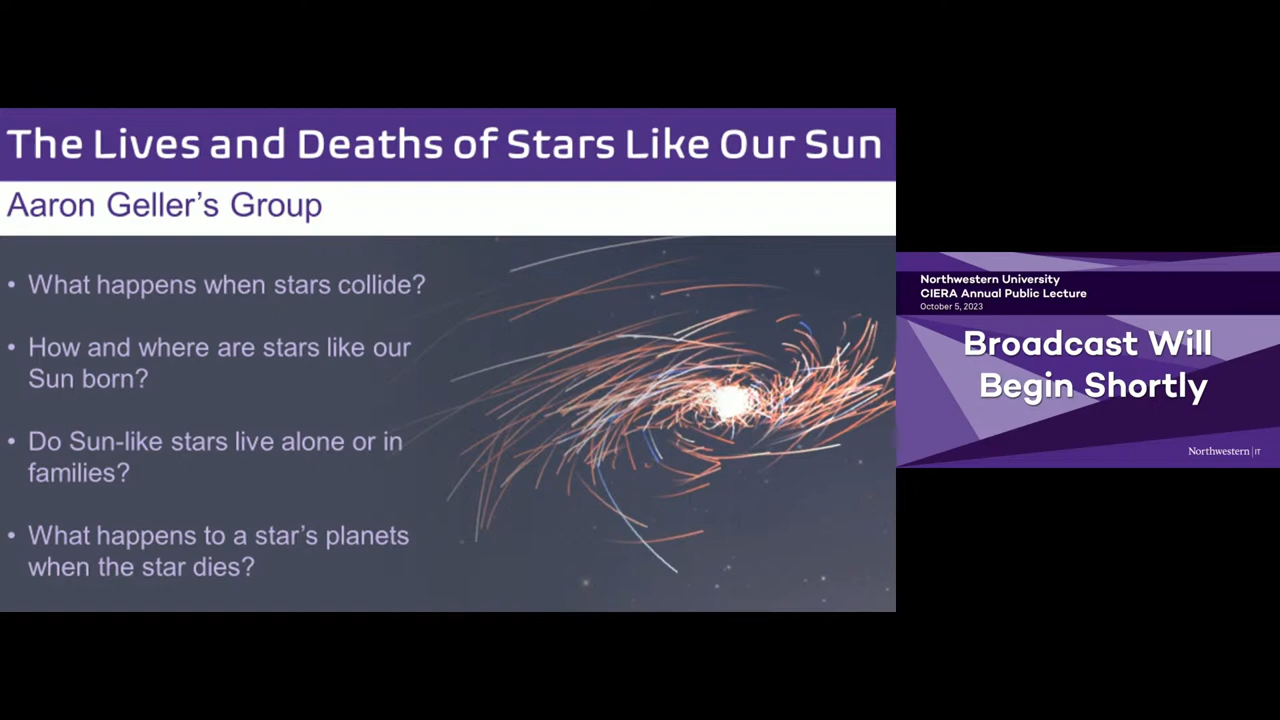 The Lives and Deaths of Stars Like Our Sun
Aaron Geller’s Group
• What happens when stars collide?
• How and where are stars like our
Sun born?
• Do Sun-like stars live alone or in
families?
• What happens to a star’s planets
when the star dies?
Northwestern University
CIERA Annual Public Lecture
October 5, 2023
Broadcast Will
Begin Shortly
Northwestern | IT